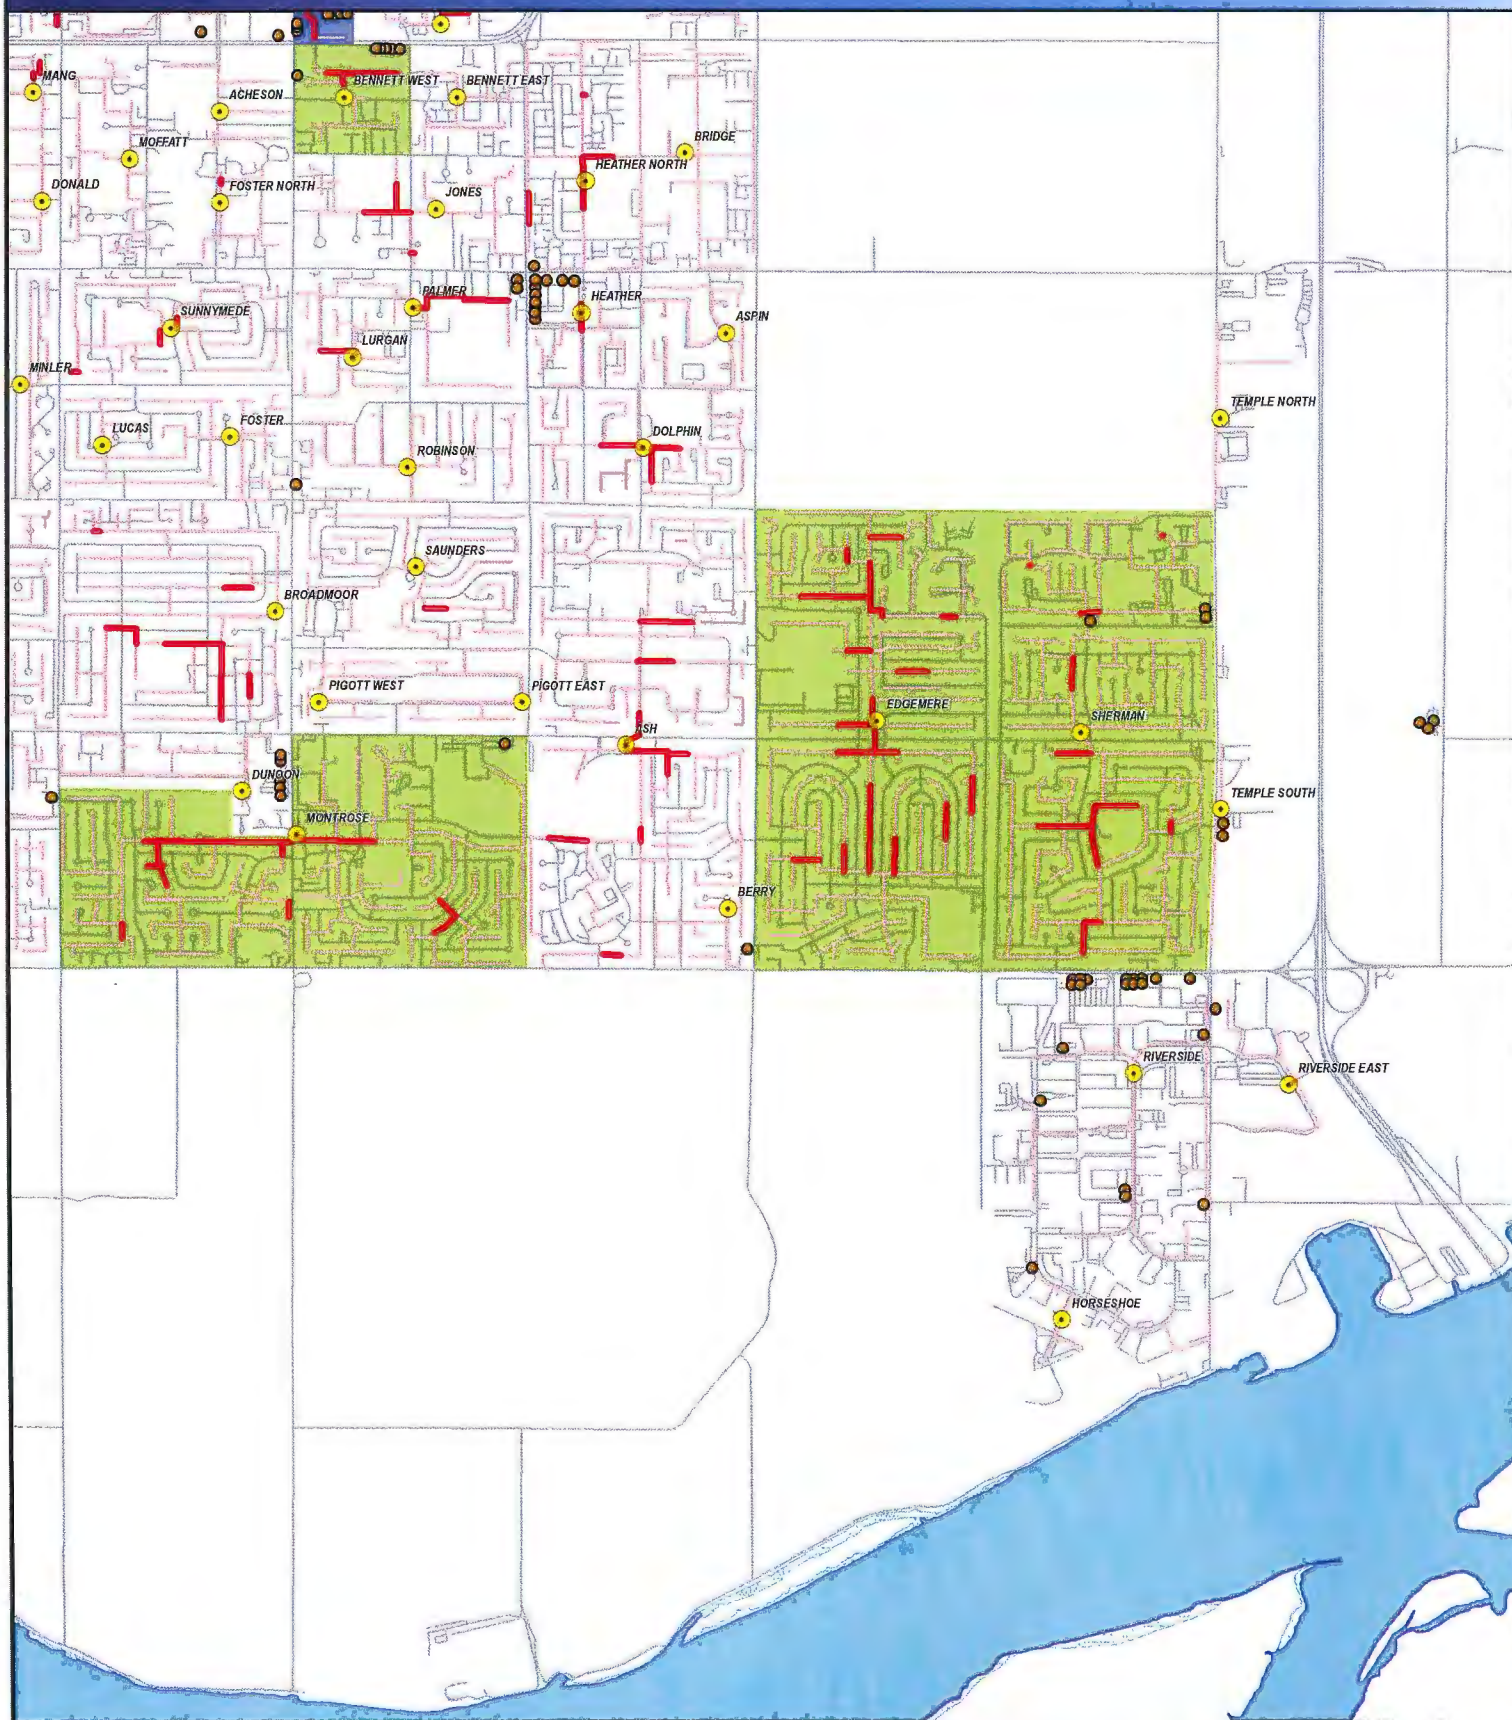 MANG
BENNETT WEST
BENNETT EAST
ACHESON
MOFFATT
BRIDGE
HEATHER NORTH
DONALD
FOSTER NORTH
JONES
PALMER
HEATHER
SUNNYMEDE
ASPIN
LURGAN
MINLER
TEMPLE NORTH
LUCAS
FOSTER
DOLPHIN
ROBINSON
SAUNDERS
BROADMOOR
PIGOTT WEST
PIGOTT EAST
EDGEMERE
SHERMAN
ASH
DUNOON
TEMPLE SOUTH
MONTROSE
BERRY
RIVERSIDE
RIVERSIDE EAST
HORSESHOE